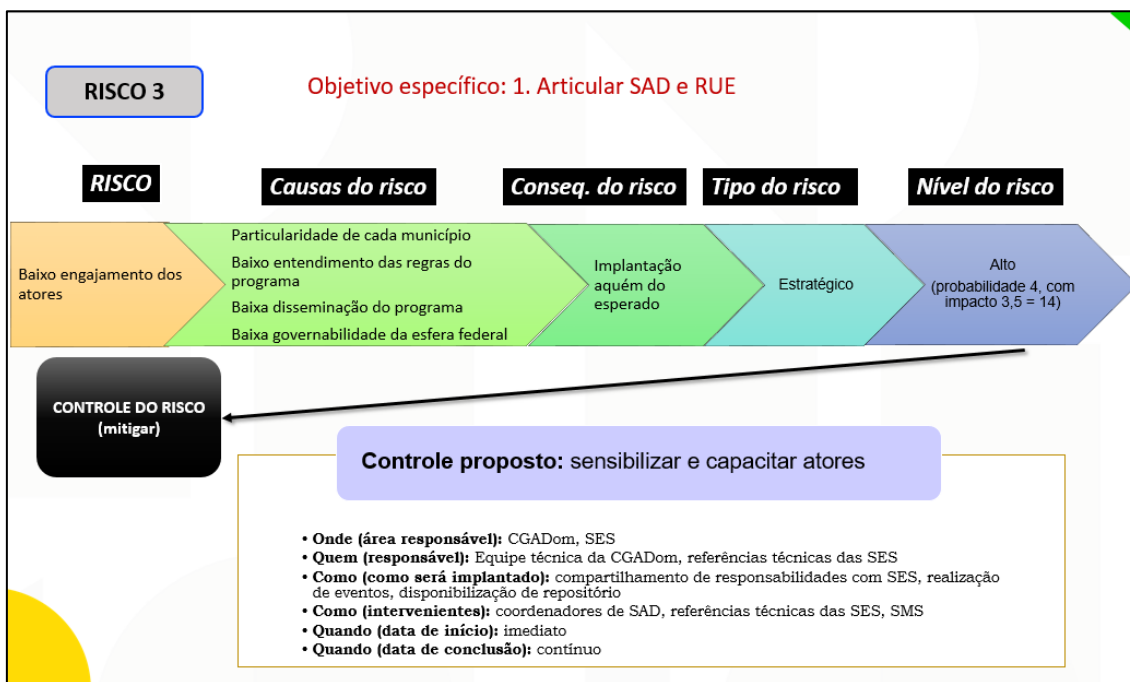 RISCO 3
Objetivo específico: 1. Articular SAD e RUE
RISCO
Causas do risco
Conseq. do risco
Tipo do risco
Nível do risco
Baixo engajamento dos
atores
Particularidade de cada município
Baixo entendimento das regras do
programa
Baixa disseminação do programa
Baixa governabilidade da esfera federal
Implantação
aquém do
esperado
Estratégico
Alto
(probabilidade 4, com
impacto 3,5 = 14)
CONTROLE DO RISCO
(mitigar)
Controle proposto: sensibilizar e capacitar atores
• Onde (área responsável): CGADom, SES
• Quem (responsável): Equipe técnica da CGADom, referências técnicas das SES
• Como (como será implantado): compartilhamento de responsabilidades com SES, realização
de eventos, disponibilização de repositório
• Como (intervenientes): coordenadores de SAD, referências técnicas das SES, SMS
• Quando (data de início): imediato
• Quando (data de conclusão): contínuo